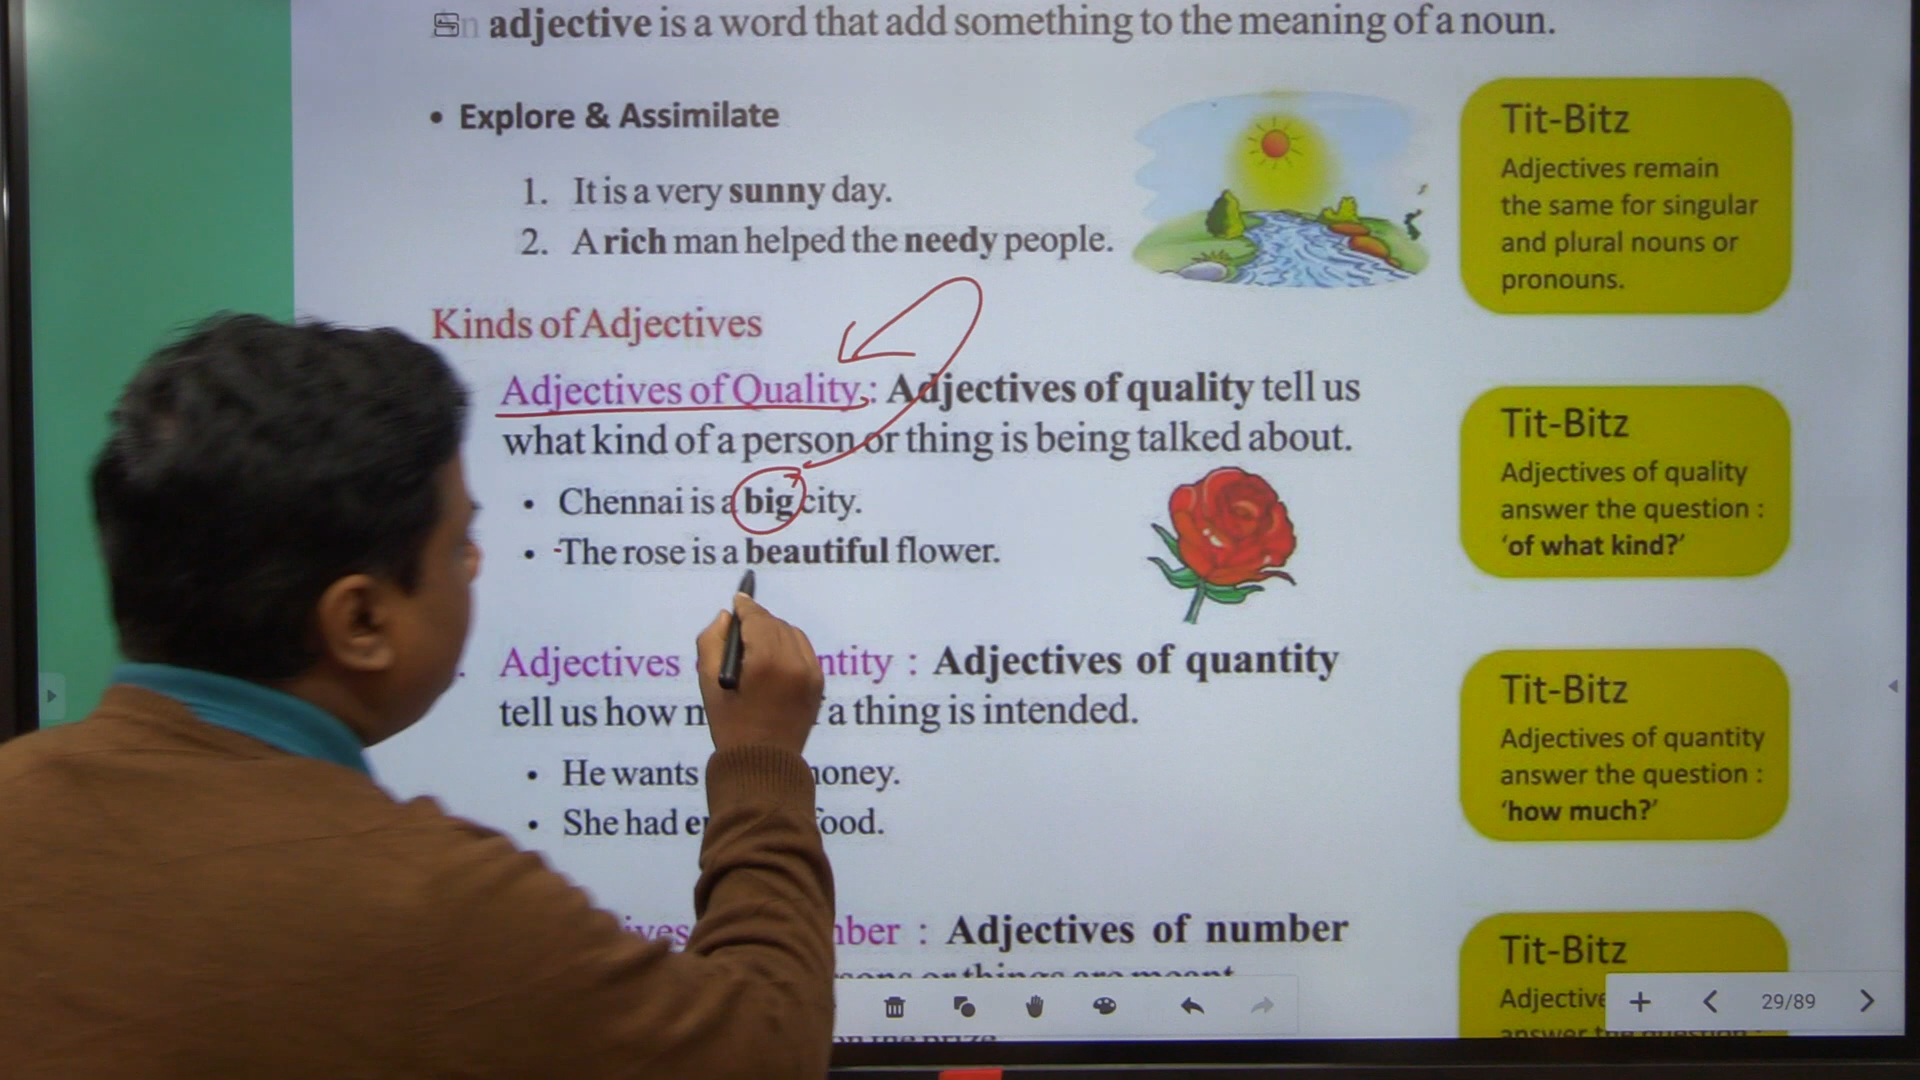 adjective is a word that add something to the meaning of a noun.
• Explore & Assimilate
1. It is a very sunny day.
2. A rich man helped the needy people.
Kinds of Adjectives
Adjectives of Quality : Adjectives of quality tell us
what kind of a person or thing is being talked about.
• Chennai is a big city.
• The rose is a beautiful flower.
Adjectives ntity : Adjectives of quantity
tell us how a thing is intended.
• He wants
• She had
: Adjectives of number
or things are meant
Tit-Bitz
Adjectives remain
the same for singular
and plural nouns or
pronouns.
Tit-Bitz
Adjectives of quality
answer the question :
‘of what kind?’
Tit-Bitz
Adjectives of quantity
answer the question :
‘how much?’
Tit-Bitz
Adjective
29/89